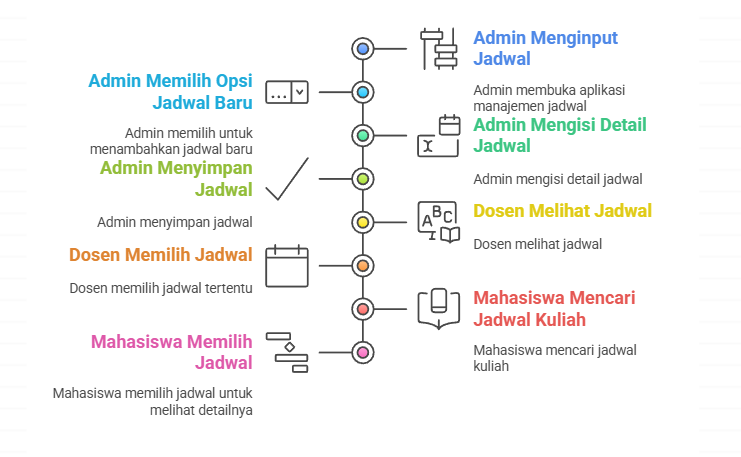 Admin Menginput
Jadwal
Admin membuka aplikasi
manajemen jadwal
Admin Memilih Opsi
Jadwal Baru
Admin memilih untuk
menambahkan jadwal baru
Admin Mengisi Detail
Jadwal
Admin mengisi detail jadwal
Admin Menyimpan
Jadwal
Admin menyimpan jadwal
A B C
Dosen Melihat Jadwal
Dosen melihat jadwal
Dosen Memilih Jadwal
Dosen memilih jadwal tertentu
Mahasiswa Mencari
Jadwal Kuliah
Mahasiswa mencari jadwal
kuliah
Mahasiswa Memilih
Jadwal
Mahasiswa memilih jadwal untuk
melihat detailnya